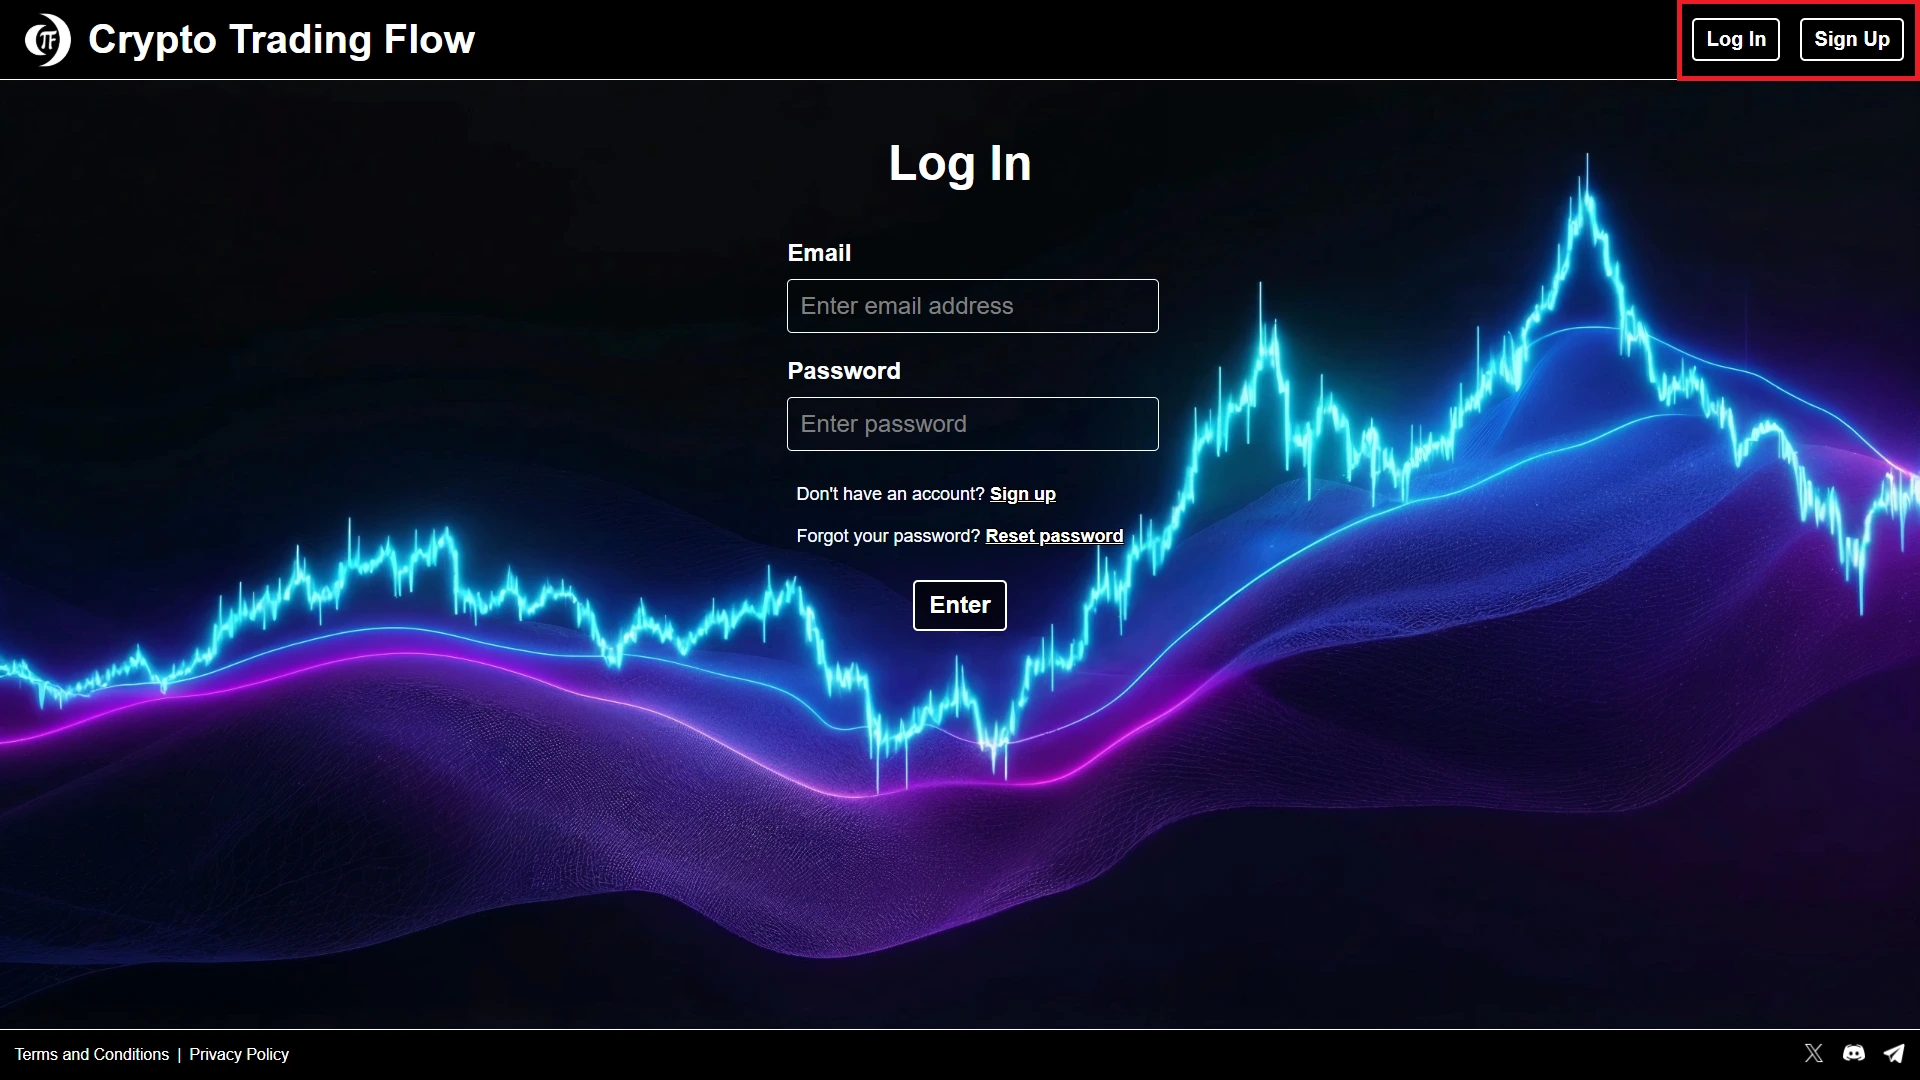 Crypto Trading Flow
Log In
Sign Up
Log In
Email
Enter email address
Password
Enter password
Don't have an account? Sign up
Forgot your password? Reset password
Enter
Terms and Conditions | Privacy Policy